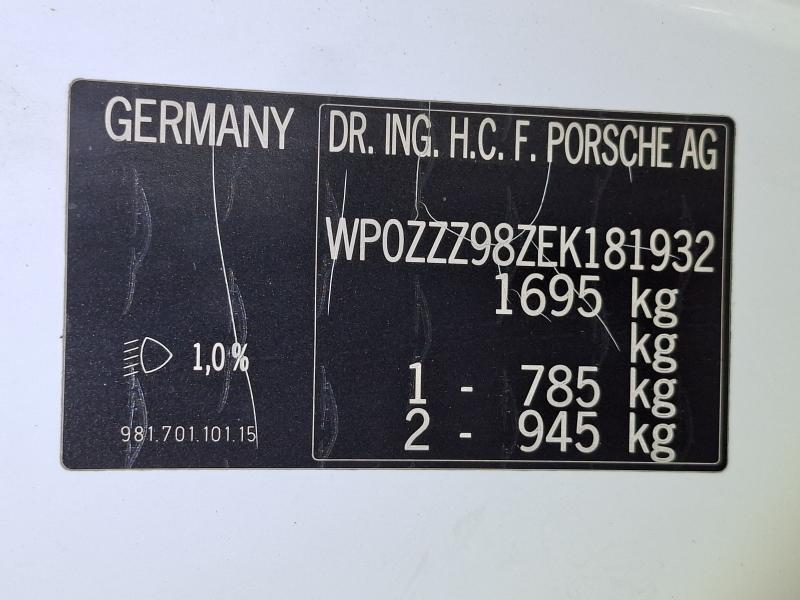 GERMANY
DR. ING. H.C. F. PORSCHE AG
WP0ZZZ98ZEK181932
1695 kg
kg
1 - 785 kg
2 - 945 kg
1,0%
981.701.101.15